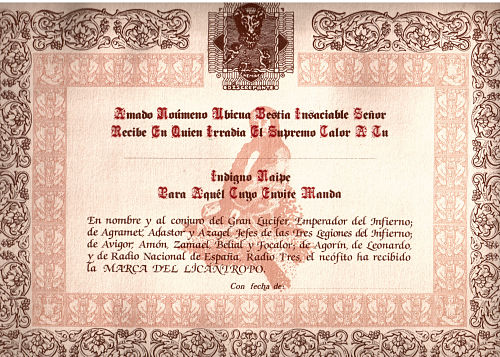 Amado Noúmeno Ubicua Bestia Insaciable Señor
Recibe En Quien Irradia El Supremo Calor A Tu
Indigno Naipe
Para Aquél Cuyo Envite Manda
En nombre y al conjuro del Gran Lucifer, Emperador del Infierno;
de Agramet, Adastor y Azagel, Jefes de las Tres Legiones del Infierno;
de Avigor, Amón, Zamael, Belial y Focalor; de Agorín, de Leonardo,
y de Radio Nacional de España, Radio Tres, el neófito ha recibido
la MARCA DEL LICÁNTROPO.
Con fecha de: